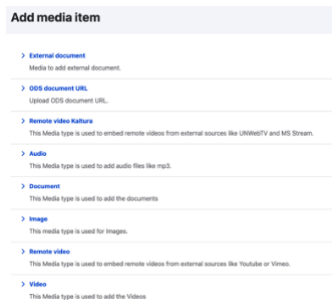 Add media item
External document
Media to add external document.
ODS document URL
Upload ODS document URL.
Remote video Kaltura
This Media type is used to embed remote videos from external sources like UNWebTV and MS Stream.
Audio
This Media type is used to add audio files like mp3.
Document
This Media type is used to add the documents
Image
This media type is used for Images.
Remote video
This Media type is used to embed remote videos from external sources like Youtube or Vimeo.
Video
This Media type is used to add the Videos